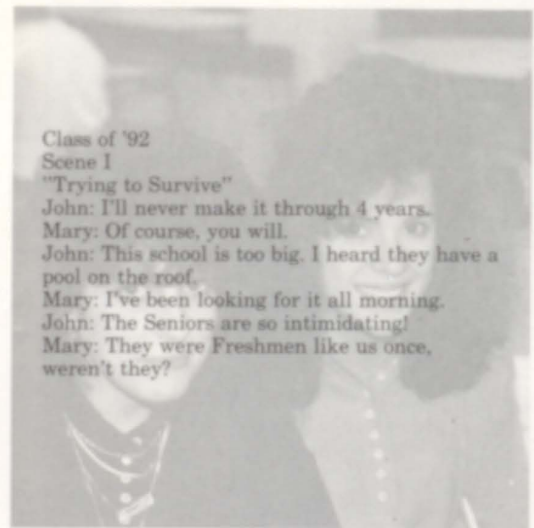 Class of '92
Scene I
"Trying to Survive"
John: I'll never make it through 4 years.
Mary: Of course, you will.
John: This school is too big. I heard they have a
pool on the roof.
Mary: I've been looking for it all morning.
John: The Seniors are so intimidating!
Mary: They were Freshmen like us once,
weren't they?